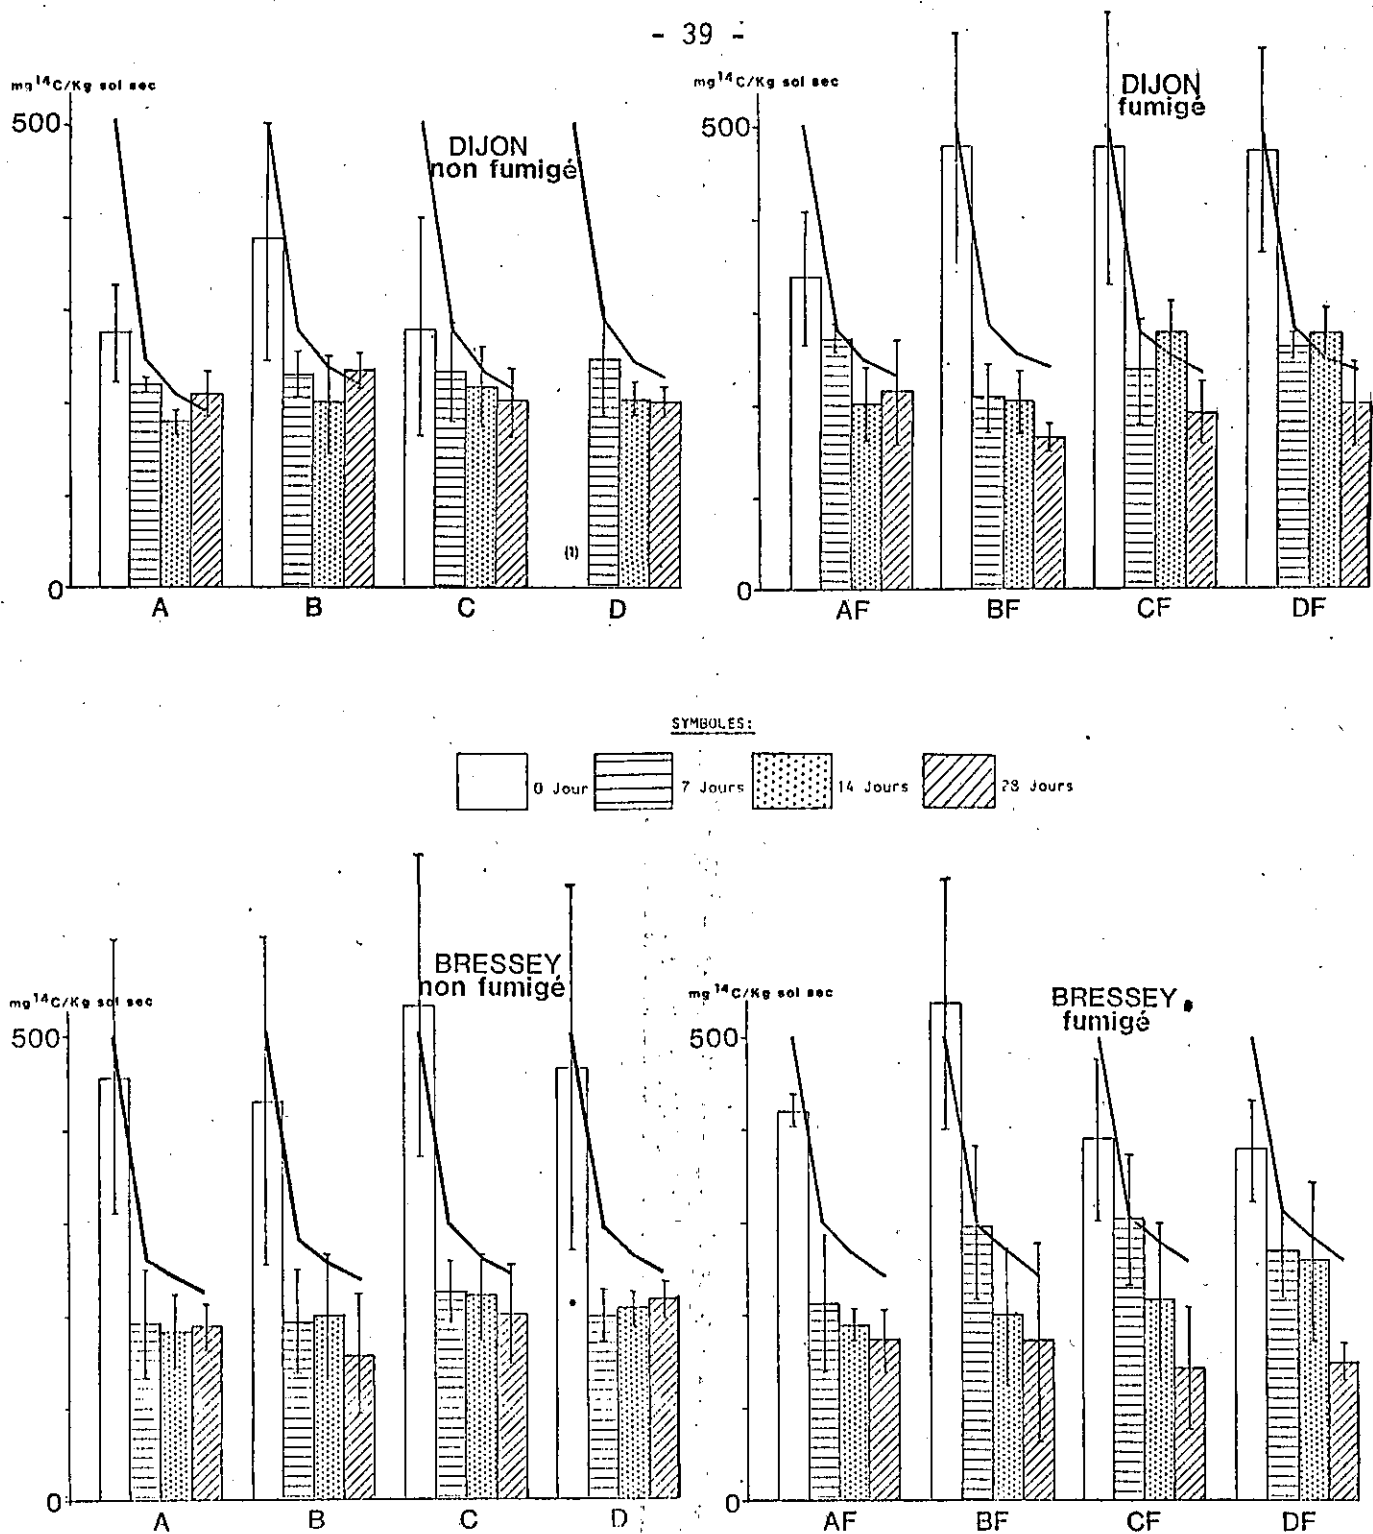 - 39 -
mg¹⁴C/Kg sol sec
500
0
DIJON
non fumigé
(1)
A B C D
mg¹⁴C/Kg sol sec
500
0
DIJON
fumigé
AF BF CF DF
SYMBOLES:
0 Jour 7 Jours 14 Jours 28 Jours
mg¹⁴C/Kg sol sec
500
0
BRESSEY
non fumigé
A B C D
mg¹⁴C/Kg sol sec
500
0
BRESSEY
fumigé
AF BF CF DF